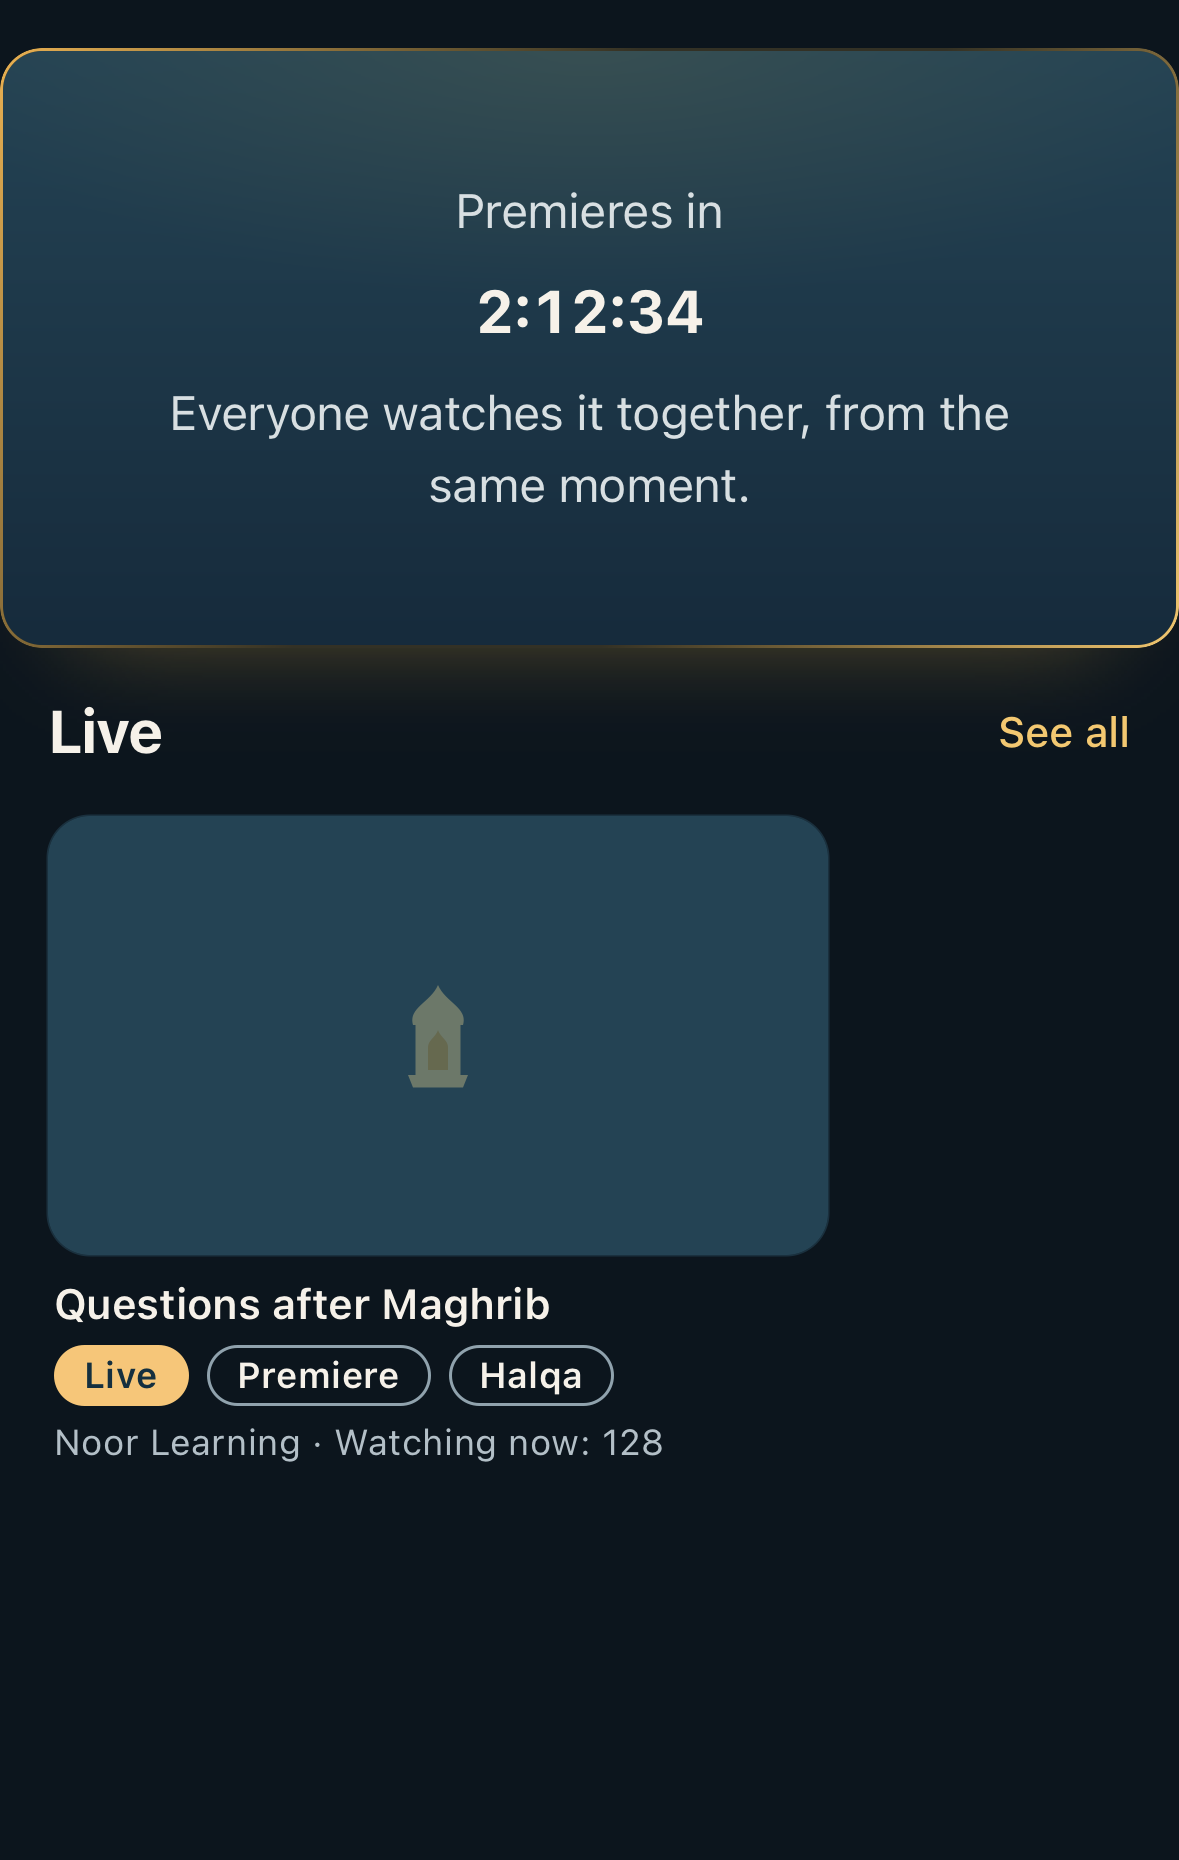 Premieres in
2:12:34
Everyone watches it together, from the
same moment.
Live
See all
Questions after Maghrib
Live
Premiere
Halqa
Noor Learning · Watching now: 128